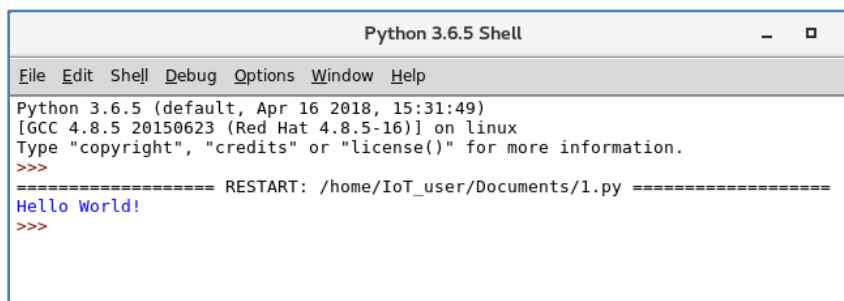 Python 3.6.5 Shell
File Edit Shell Debug Options Window Help
Python 3.6.5 (default, Apr 16 2018, 15:31:49)
[GCC 4.8.5 20150623 (Red Hat 4.8.5-16)] on linux
Type "copyright", "credits" or "license()" for more information.
>>>
=================== RESTART: /home/IoT_user/Documents/1.py ===================
Hello World!
>>>